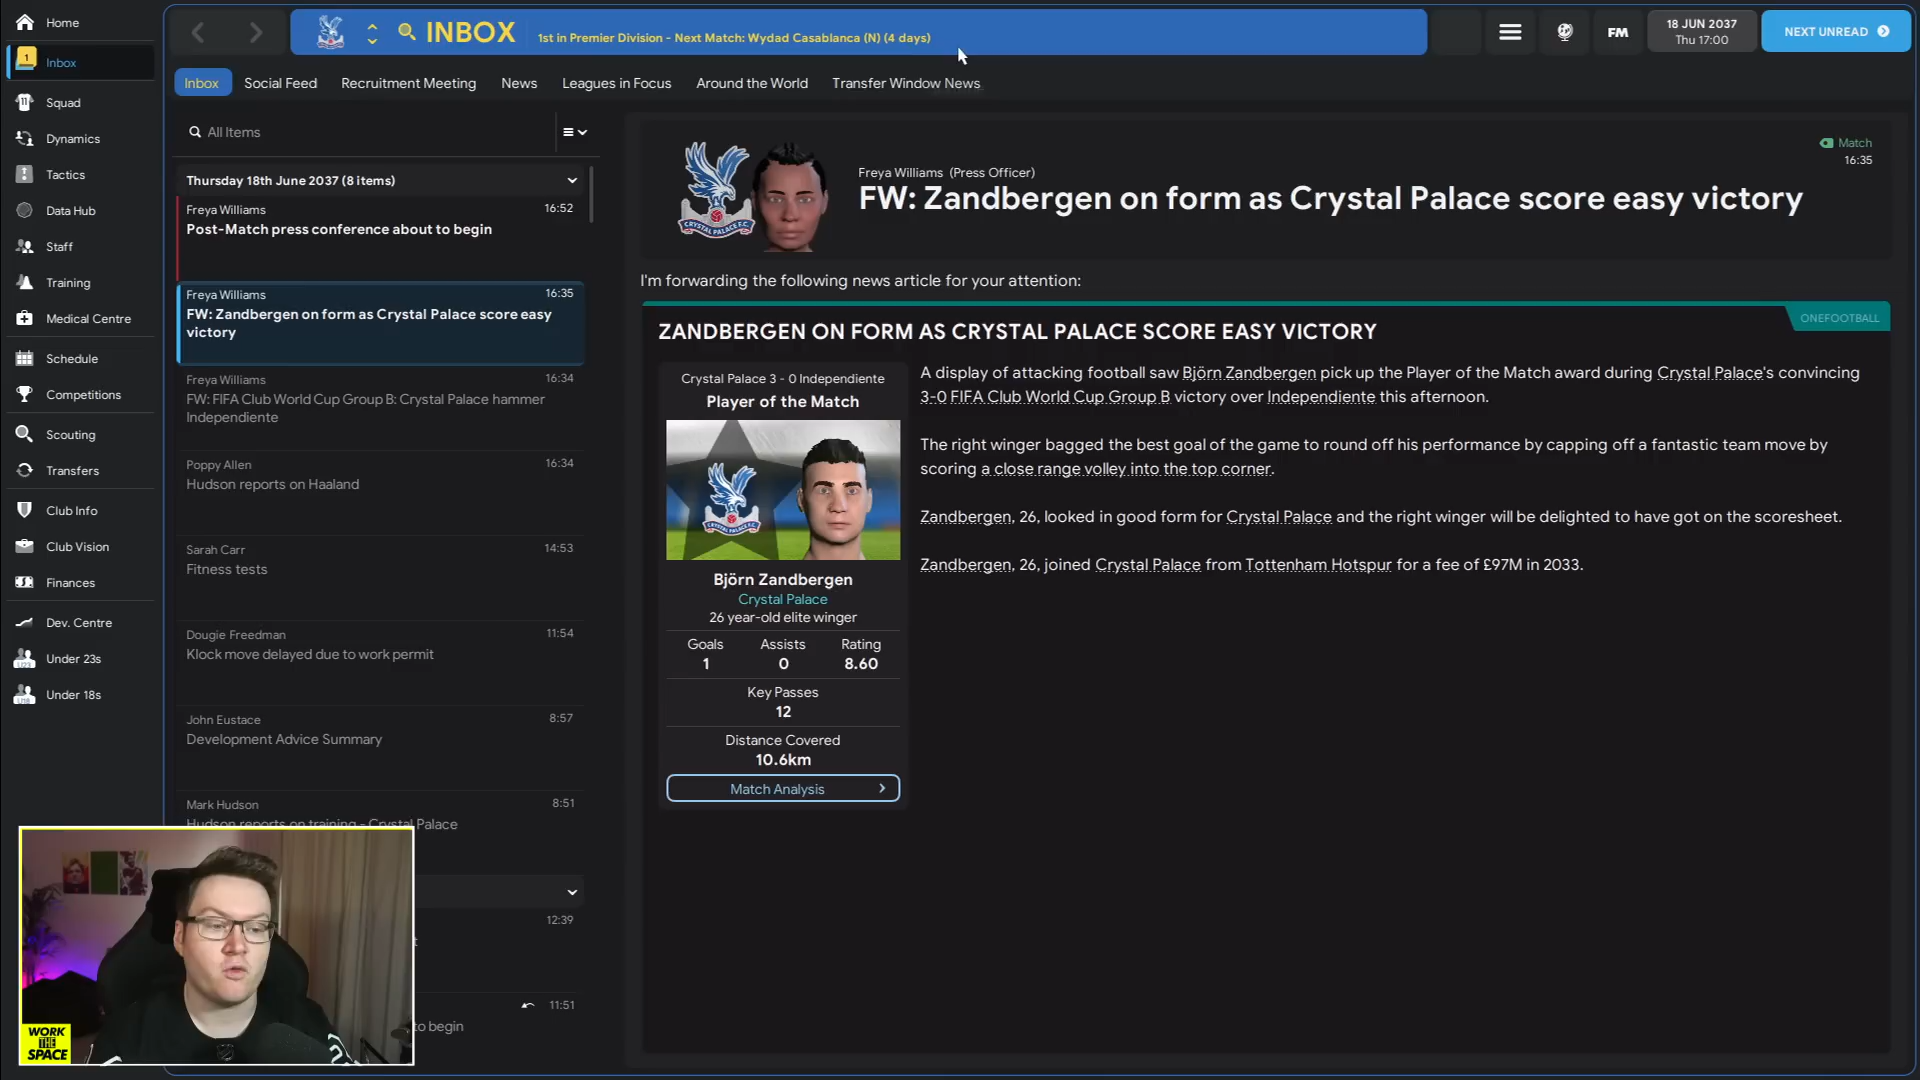 Home
Inbox
Squad
Dynamics
Tactics
Data Hub
Staff
Training
Medical Centre
Schedule
Competitions
Scouting
Transfers
Club Info
Club Vision
Finances
Dev. Centre
Under 23s
Under 18s
INBOX
1st in Premier Division - Next Match: Wydad Casablanca (N) (4 days)
FM
18 JUN 2037
Thu 17:00
NEXT UNREAD
Inbox
Social Feed
Recruitment Meeting
News
Leagues in Focus
Around the World
Transfer Window News
All Items
Thursday 18th June 2037 (8 items)
Freya Williams 16:52
Post-Match press conference about to begin
Freya Williams 16:35
FW: Zandbergen on form as Crystal Palace score easy
victory
Freya Williams 16:34
FW: FIFA Club World Cup Group B: Crystal Palace hammer
Independiente
Poppy Allen 16:34
Hudson reports on Haaland
Sarah Carr 14:53
Fitness tests
Dougie Freedman 11:54
Klock move delayed due to work permit
John Eustace 8:57
Development Advice Summary
Mark Hudson 8:51
Hudson reports on training - Crystal Palace
12:39
11:51
to begin
WORK
THE
SPACE
Match
16:35
Freya Williams (Press Officer)
FW: Zandbergen on form as Crystal Palace score easy victory
I'm forwarding the following news article for your attention:
ONEFOOTBALL
ZANDBERGEN ON FORM AS CRYSTAL PALACE SCORE EASY VICTORY
Crystal Palace 3 - 0 Independiente
Player of the Match
Björn Zandbergen
Crystal Palace
26 year-old elite winger
Goals Assists Rating
1 0 8.60
Key Passes
12
Distance Covered
10.6km
Match Analysis
A display of attacking football saw Björn Zandbergen pick up the Player of the Match award during Crystal Palace's convincing
3-0 FIFA Club World Cup Group B victory over Independiente this afternoon.
The right winger bagged the best goal of the game to round off his performance by capping off a fantastic team move by
scoring a close range volley into the top corner.
Zandbergen, 26, looked in good form for Crystal Palace and the right winger will be delighted to have got on the scoresheet.
Zandbergen, 26, joined Crystal Palace from Tottenham Hotspur for a fee of £97M in 2033.